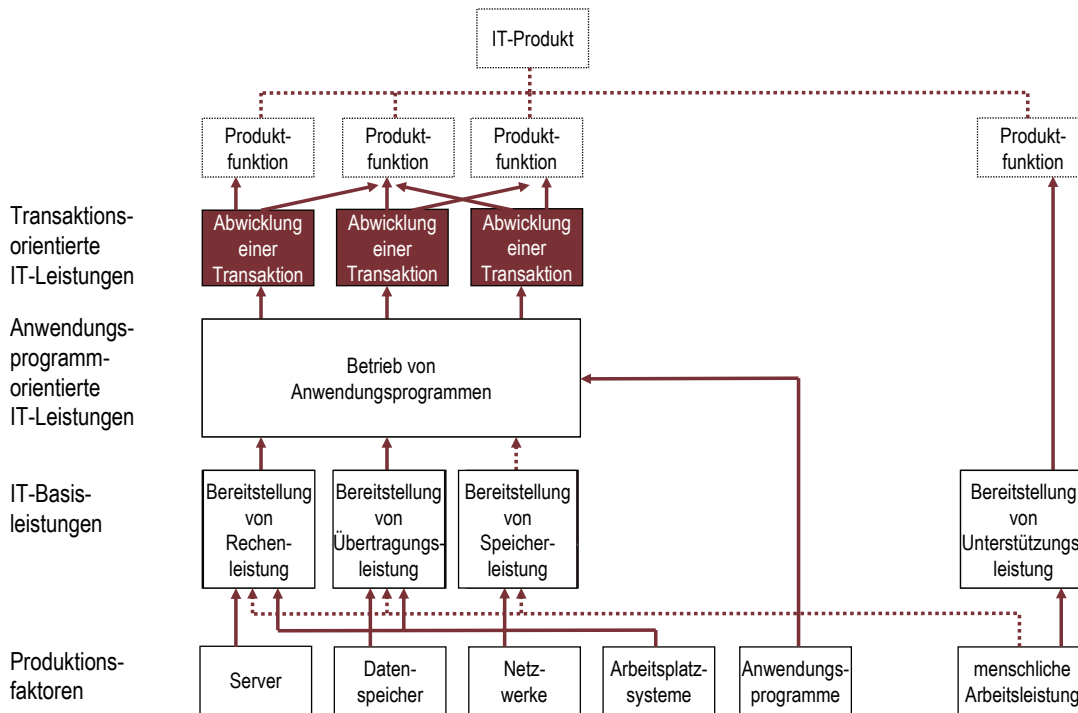 IT-Produkt
Produkt-
funktion
Produkt-
funktion
Produkt-
funktion
Produkt-
funktion
Transaktions-
orientierte
IT-Leistungen
Abwicklung
einer
Transaktion
Abwicklung
einer
Transaktion
Abwicklung
einer
Transaktion
Anwendungs-
programm-
orientierte
IT-Leistungen
Betrieb von
Anwendungsprogrammen
IT-Basis-
leistungen
Bereitstellung
von
Rechen-
leistung
Bereitstellung
von
Übertragungs-
leistung
Bereitstellung
von
Speicher-
leistung
Bereitstellung
von
Unterstützungs
leistung
Produktions-
faktoren
Server
Daten-
speicher
Netz-
werke
Arbeitsplatz-
systeme
Anwendungs-
programme
menschliche
Arbeitsleistung